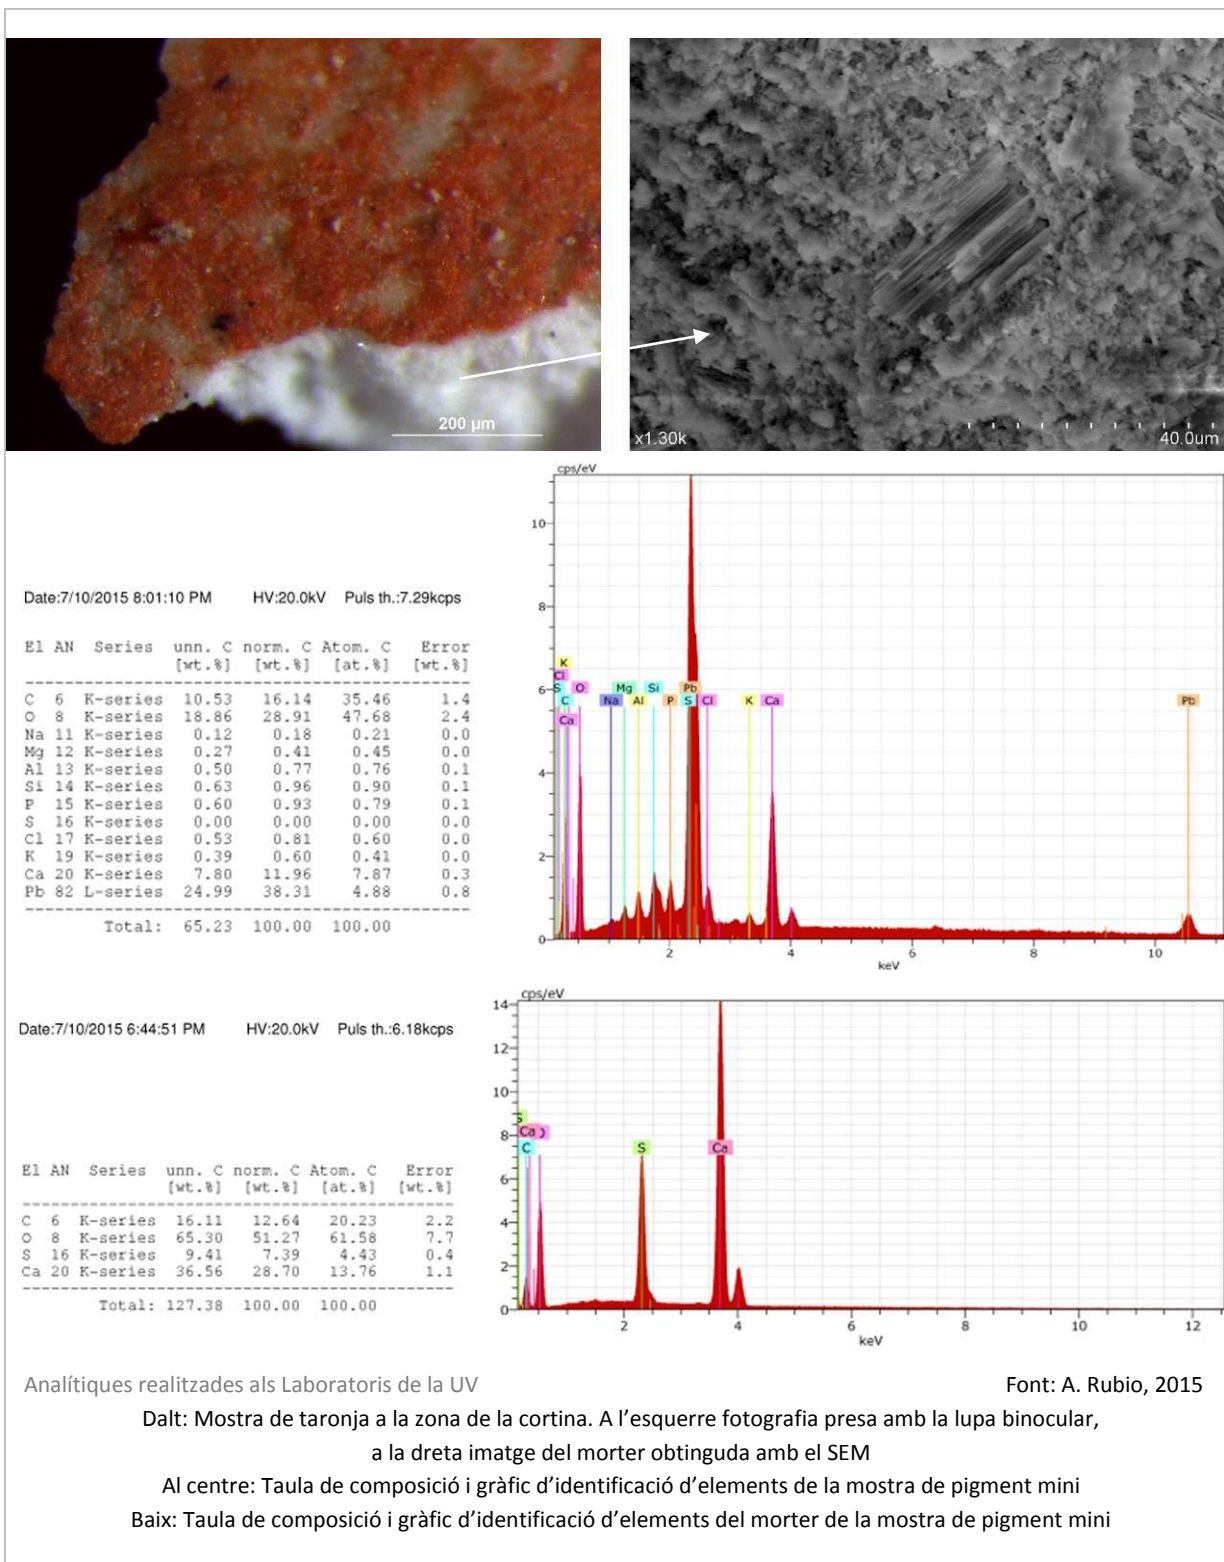 200 µm
x1.30k 40.0um
cps/eV
10
8
6
4
2
0
2 4 6 8 10
keV
K
Cl
S O Mg Si Pb
C Na Al P S Cl K Ca Pb
Ca
Date:7/10/2015 8:01:10 PM HV:20.0kV Puls th.:7.29kcps
El AN Series unn. C norm. C Atom. C Error
[wt.%] [wt.%] [at.%] [wt.%]
C 6 K-series 10.53 16.14 35.46 1.4
O 8 K-series 18.86 28.91 47.68 2.4
Na 11 K-series 0.12 0.18 0.21 0.0
Mg 12 K-series 0.27 0.41 0.45 0.0
Al 13 K-series 0.50 0.77 0.76 0.1
Si 14 K-series 0.63 0.96 0.90 0.1
P 15 K-series 0.60 0.93 0.79 0.1
S 16 K-series 0.00 0.00 0.00 0.0
Cl 17 K-series 0.53 0.81 0.60 0.0
K 19 K-series 0.39 0.60 0.41 0.0
Ca 20 K-series 7.80 11.96 7.87 0.3
Pb 82 L-series 24.99 38.31 4.88 0.8
Total: 65.23 100.00 100.00
cps/eV
14
12
10
8
6
4
2
0
2 4 6 8 10 12
keV
S
Ca
C S Ca
Date:7/10/2015 6:44:51 PM HV:20.0kV Puls th.:6.18kcps
El AN Series unn. C norm. C Atom. C Error
[wt.%] [wt.%] [at.%] [wt.%]
C 6 K-series 16.11 12.64 20.23 2.2
O 8 K-series 65.30 51.27 61.58 7.7
S 16 K-series 9.41 7.39 4.43 0.4
Ca 20 K-series 36.56 28.70 13.76 1.1
Total: 127.38 100.00 100.00
Analítiques realitzades als Laboratoris de la UV Font: A. Rubio, 2015
Dalt: Mostra de taronja a la zona de la cortina. A l’esquerre fotografia presa amb la lupa binocular,
a la dreta imatge del morter obtinguda amb el SEM
Al centre: Taula de composició i gràfic d’identificació d’elements de la mostra de pigment mini
Baix: Taula de composició i gràfic d’identificació d’elements del morter de la mostra de pigment mini